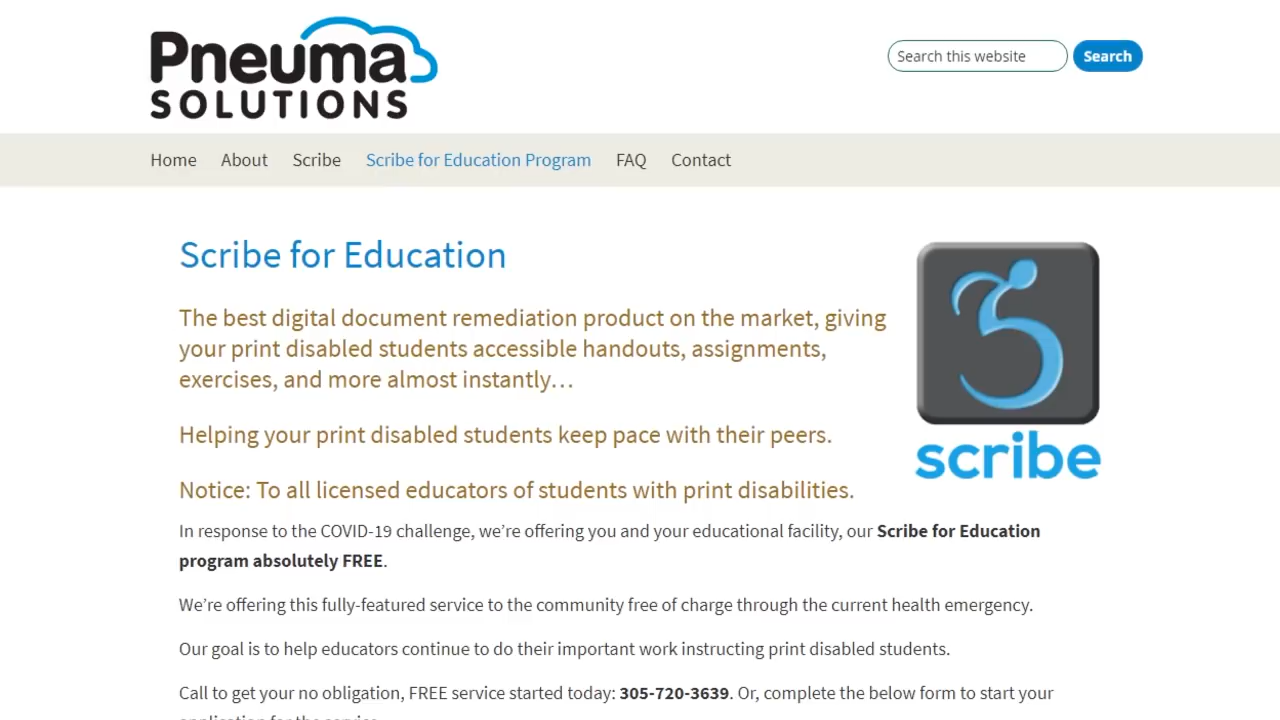 Pneuma
SOLUTIONS
Search this website
Search
Home About Scribe Scribe for Education Program FAQ Contact
Scribe for Education
The best digital document remediation product on the market, giving
your print disabled students accessible handouts, assignments,
exercises, and more almost instantly…
Helping your print disabled students keep pace with their peers.
Notice: To all licensed educators of students with print disabilities.
scribe
In response to the COVID-19 challenge, we’re offering you and your educational facility, our Scribe for Education
program absolutely FREE.
We’re offering this fully-featured service to the community free of charge through the current health emergency.
Our goal is to help educators continue to do their important work instructing print disabled students.
Call to get your no obligation, FREE service started today: 305-720-3639. Or, complete the below form to start your